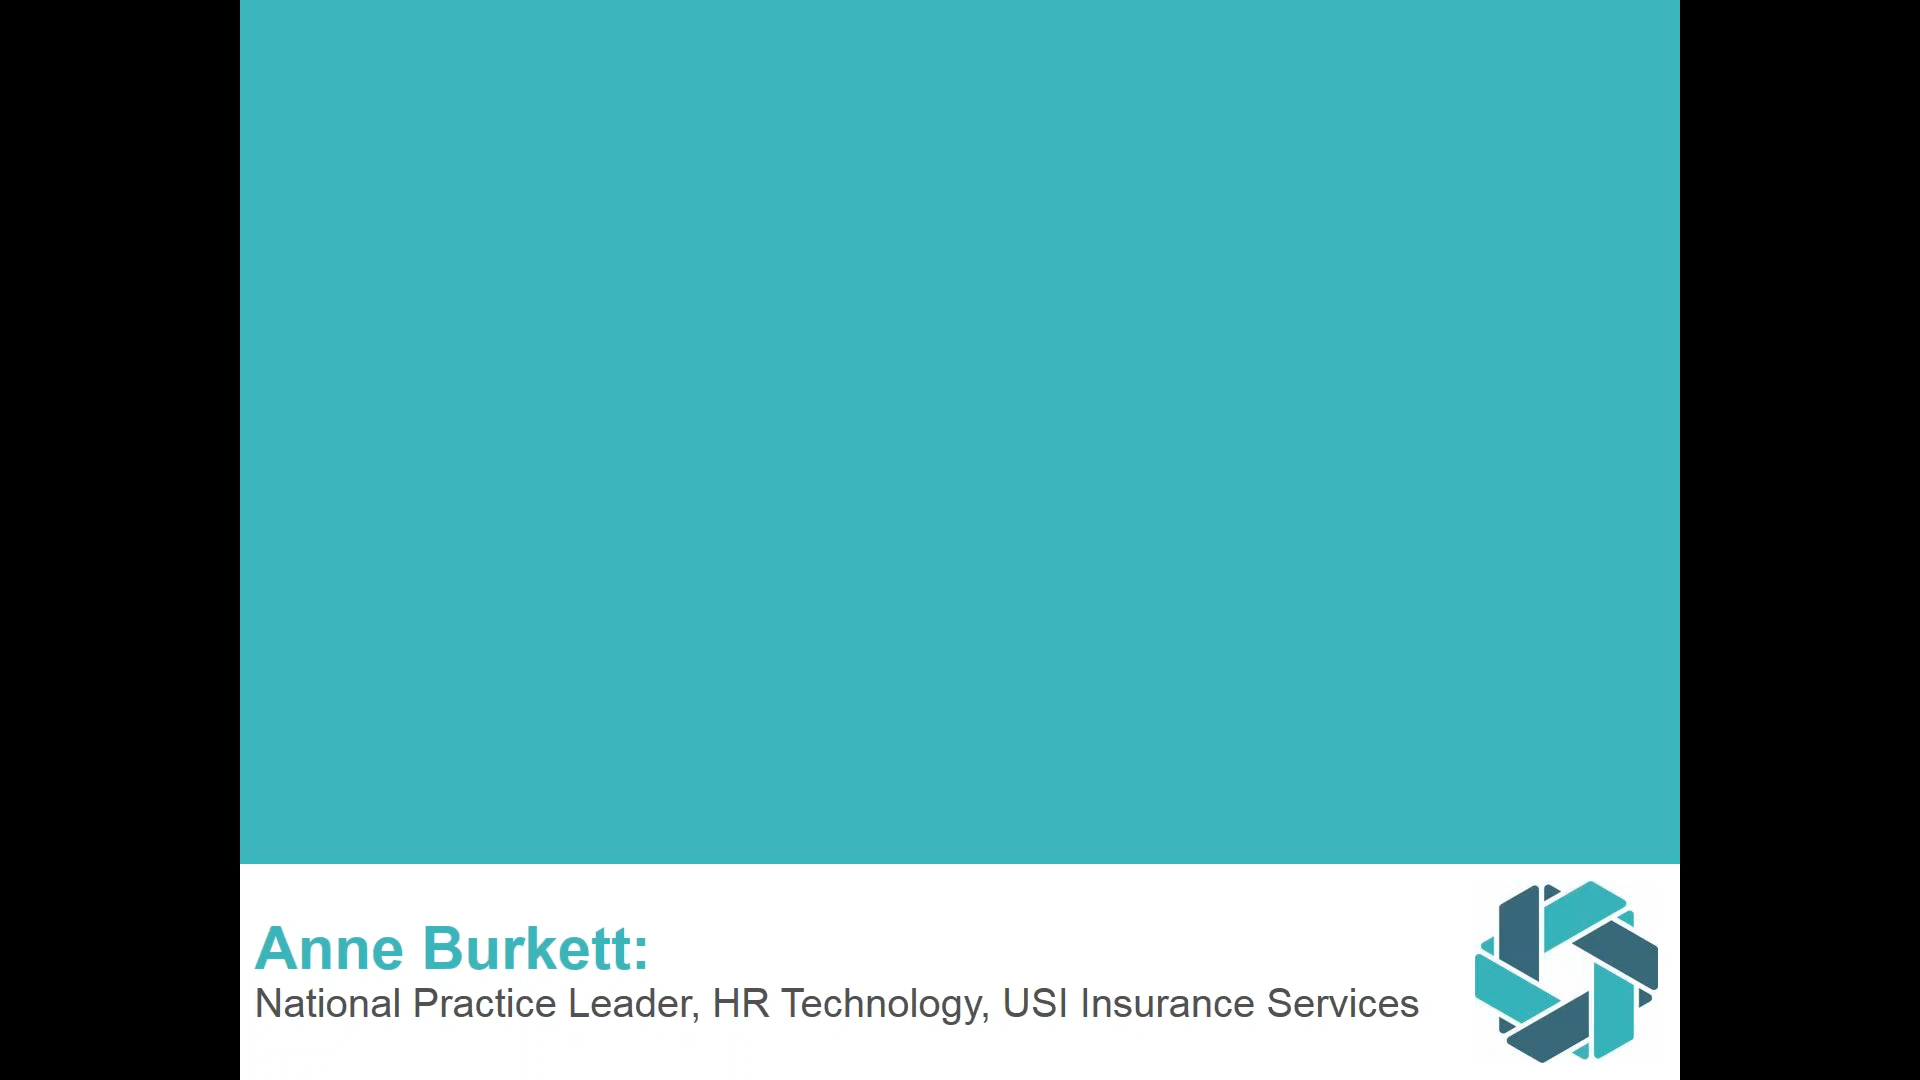 Anne Burkett:
National Practice Leader, HR Technology, USI Insurance Services